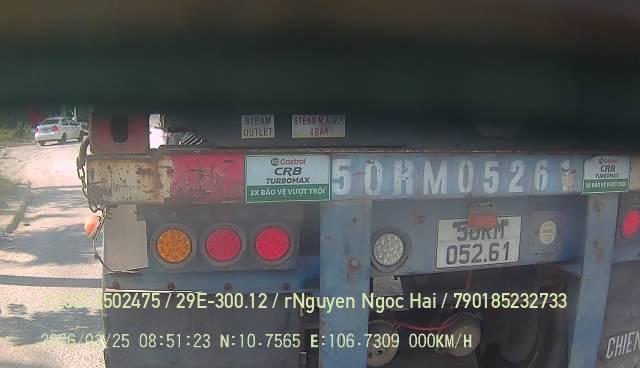 STEAM
OUTLET
STEAM M.A.W.P
4BAR
Castrol
CRB
TURBOMAX
3X BẢO VỆ VƯỢT TRỘI
50RM05261
Castrol
CRB
TURBOMAX
3X BẢO VỆ VƯỢT TRỘI
50RM
052.61
502475 / 29E-300.12 / rNguyen Ngoc Hai / 790185232733
08:51:23 N:10.7565 E:106.7309 000KM/H
CHIEN